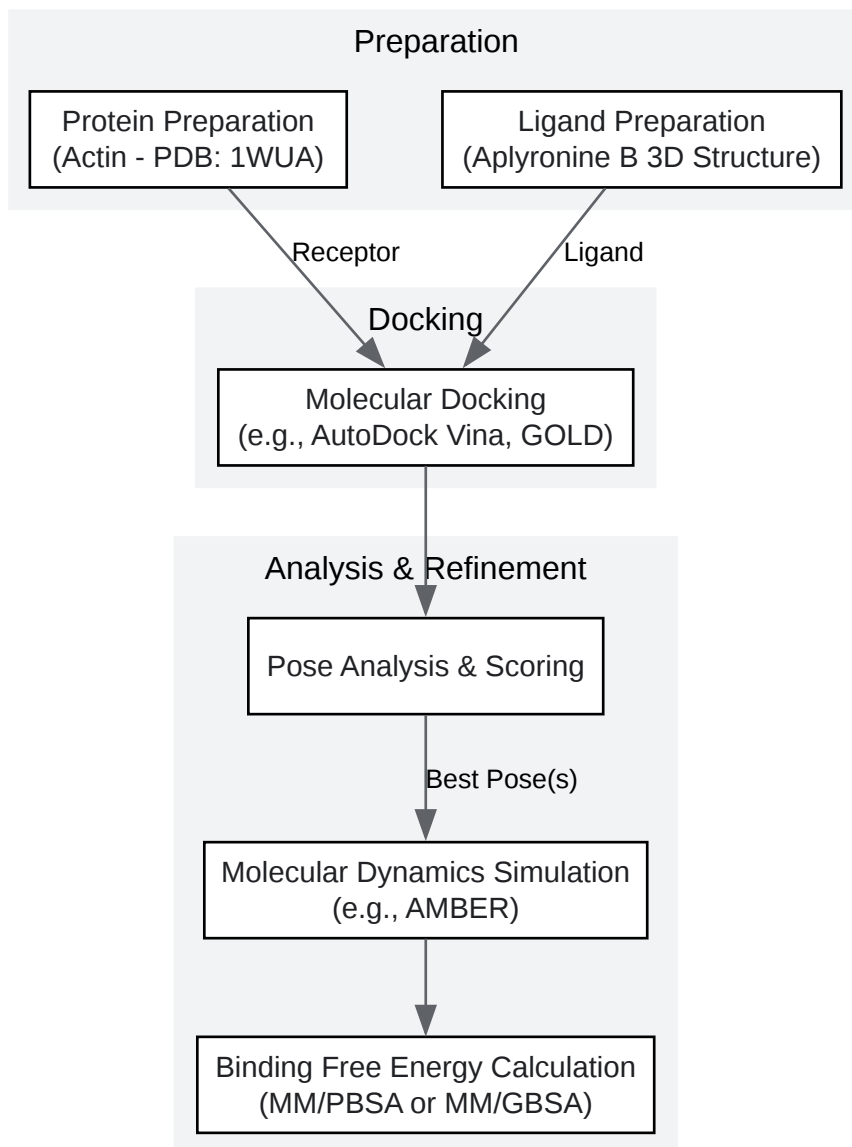 Preparation
Protein Preparation
(Actin - PDB: 1WUA)
Ligand Preparation
(Aplyronine B 3D Structure)
Receptor
Ligand
Docking
Molecular Docking
(e.g., AutoDock Vina, GOLD)
Analysis & Refinement
Pose Analysis & Scoring
Best Pose(s)
Molecular Dynamics Simulation
(e.g., AMBER)
Binding Free Energy Calculation
(MM/PBSA or MM/GBSA)